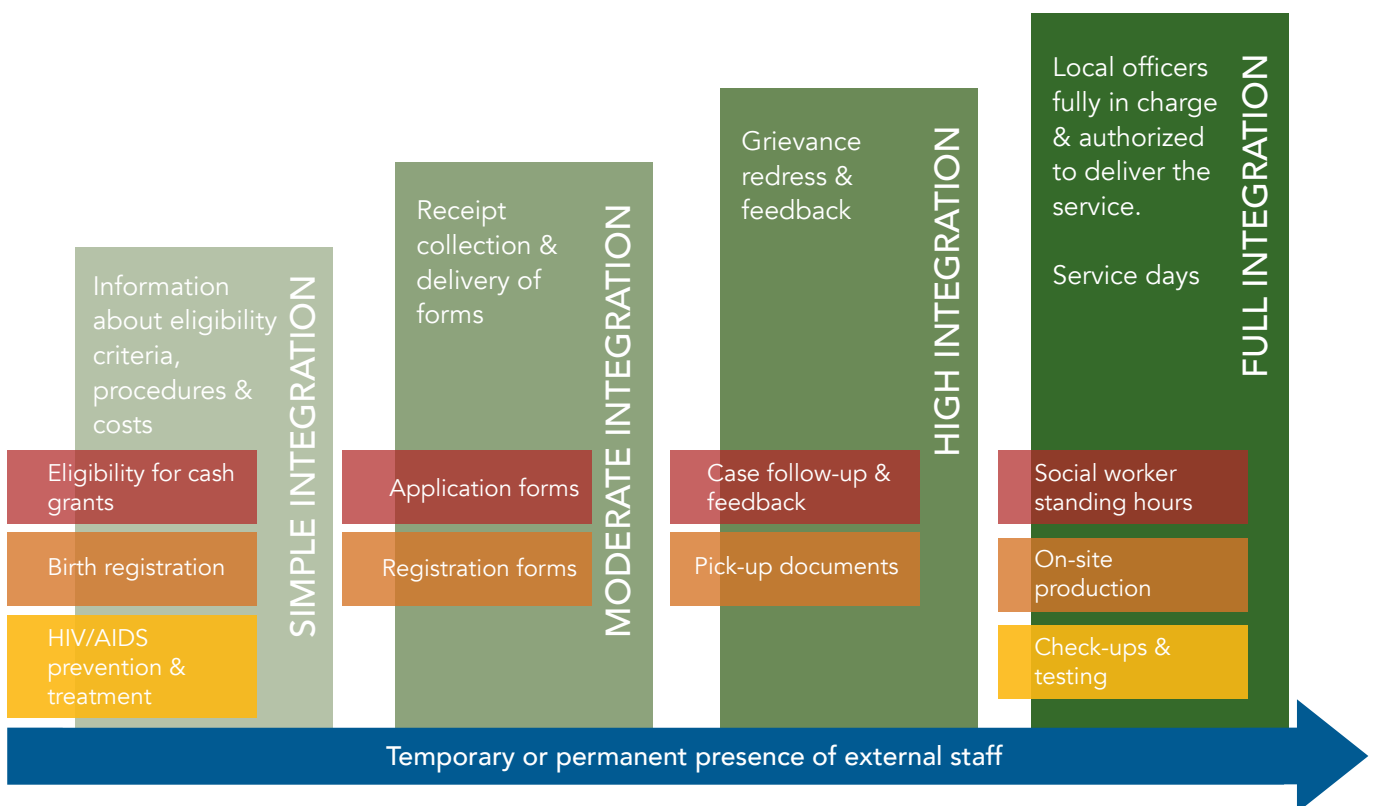 Information
about eligibility
criteria,
procedures &
costs
SIMPLE INTEGRATION
Eligibility for cash
grants
Birth registration
HIV/AIDS
prevention &
treatment
Receipt
collection &
delivery of
forms
MODERATE INTEGRATION
Application forms
Registration forms
Grievance
redress &
feedback
HIGH INTEGRATION
Case follow-up &
feedback
Pick-up documents
Local officers
fully in charge
& authorized
to deliver the
service.
Service days
FULL INTEGRATION
Social worker
standing hours
On-site
production
Check-ups &
testing
Temporary or permanent presence of external staff